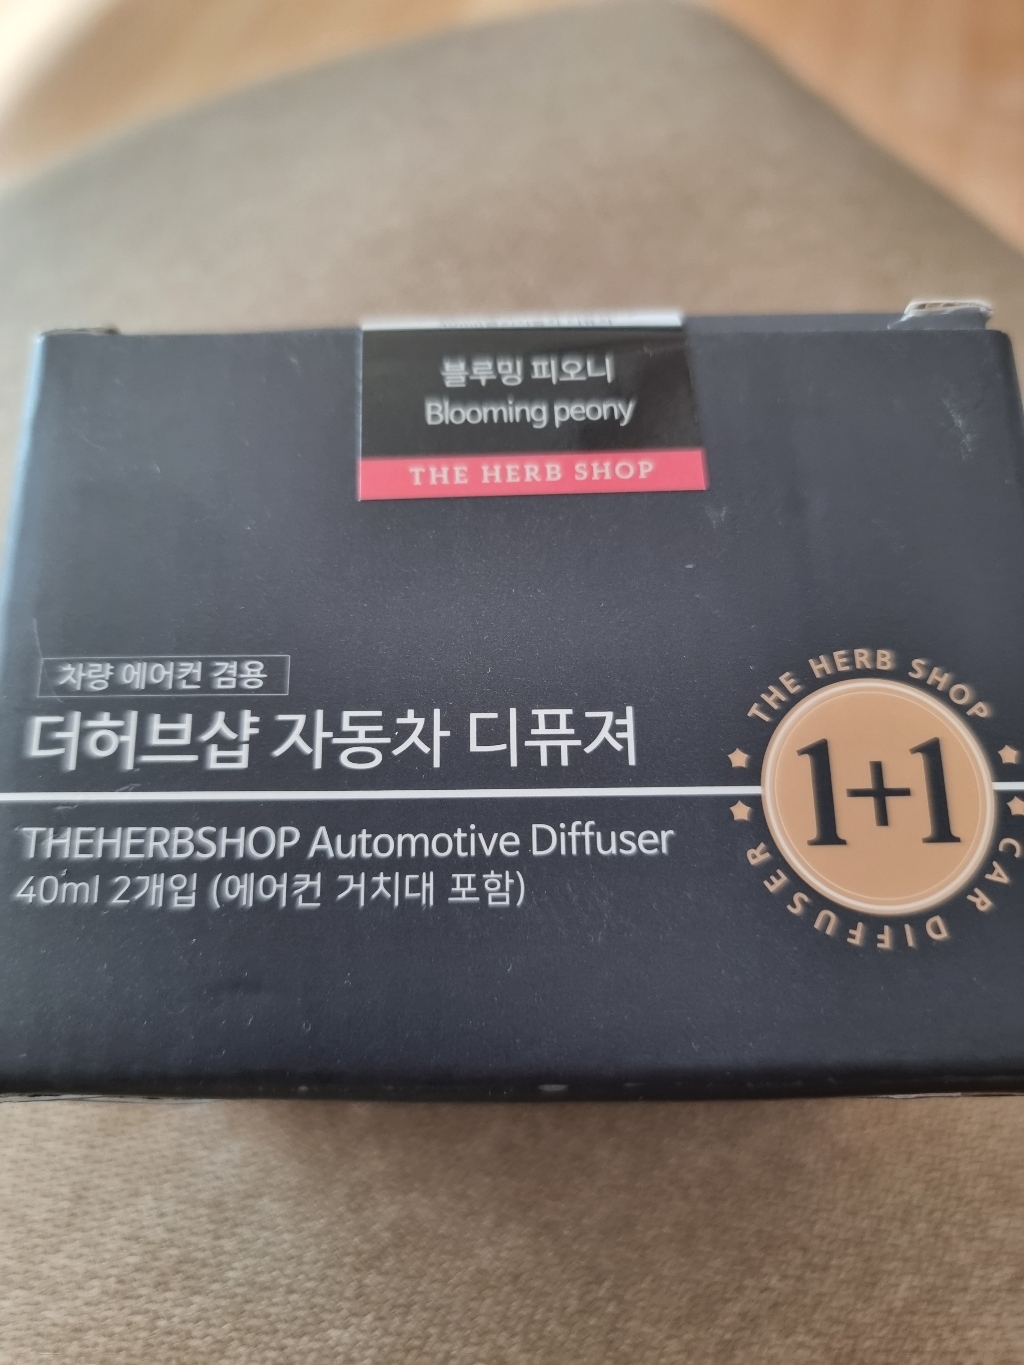 블루밍 피오니
Blooming peony
THE HERB SHOP
차량 에어컨 겸용
더허브샵 자동차 디퓨져
THEHERBSHOP Automotive Diffuser
40ml 2개입 (에어컨 거치대 포함)
THE HERB SHOP
1+1
CAR DIFFUSER